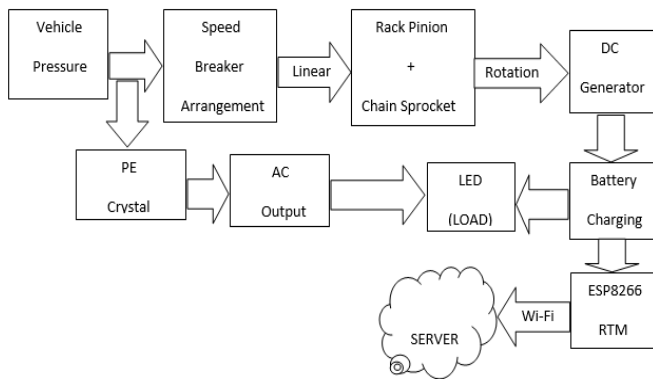 Vehicle
Pressure
Speed
Breaker
Arrangement
Linear
Rack Pinion
+
Chain Sprocket
Rotation
DC
Generator
PE
Crystal
AC
Output
LED
(LOAD)
Battery
Charging
ESP8266
RTM
Wi-Fi
SERVER